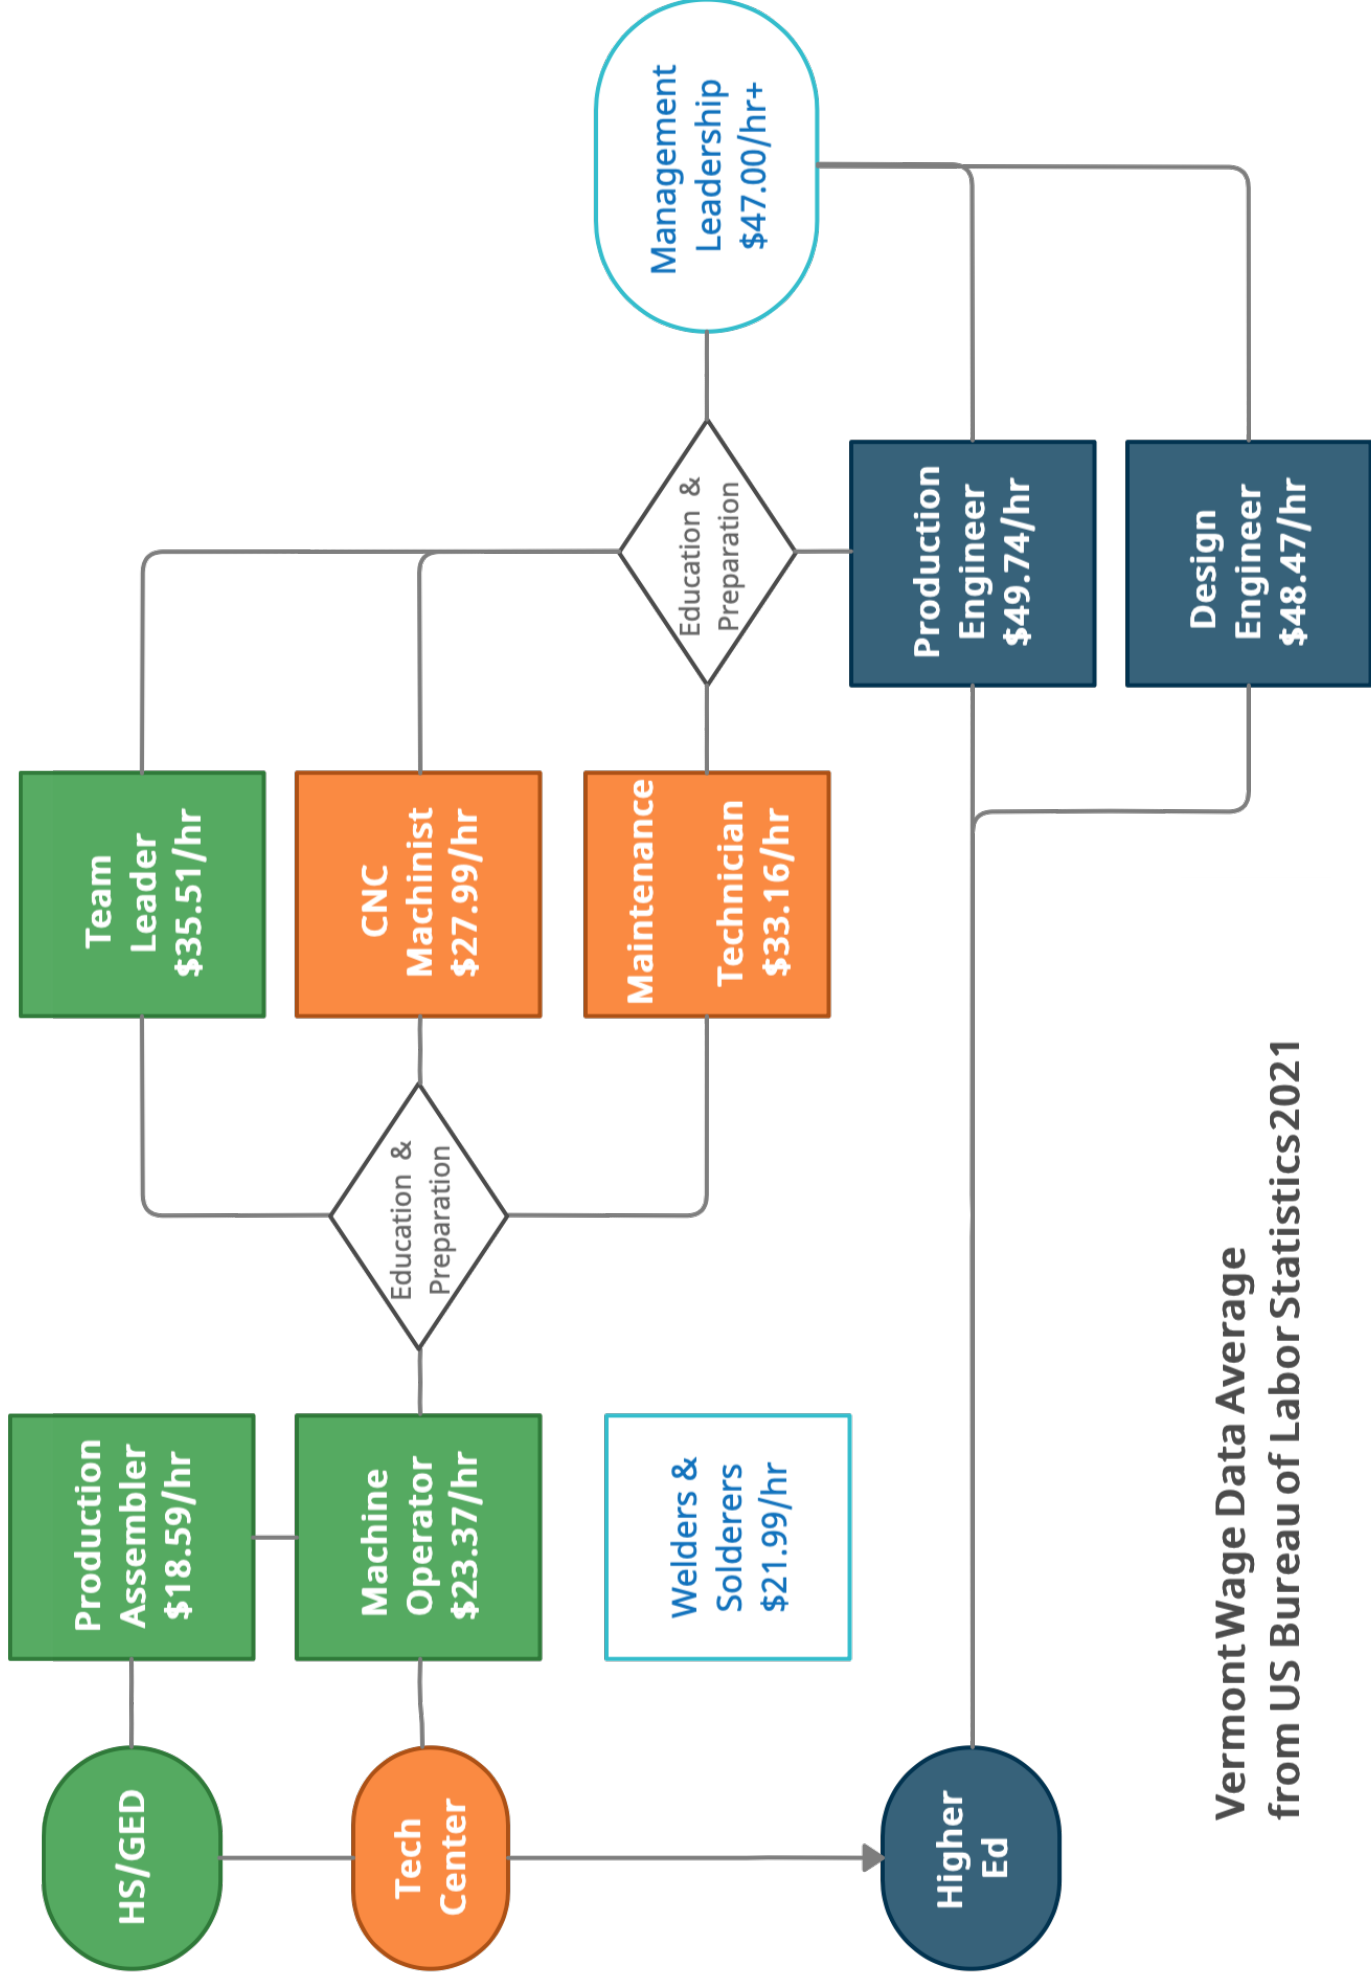 HS/GED
Production
Assembler
$18.59/hr
Team
Leader
$35.51/hr
Tech
Center
Machine
Operator
$23.37/hr
Education &
Preparation
CNC
Machinist
$27.99/hr
Welders &
Solderers
$21.99/hr
Maintenance
Technician
$33.16/hr
Education &
Preparation
Management
Leadership
$47.00/hr+
Higher
Ed
Production
Engineer
$49.74/hr
Design
Engineer
$48.47/hr
Vermont Wage Data Average
from US Bureau of Labor Statistics2021